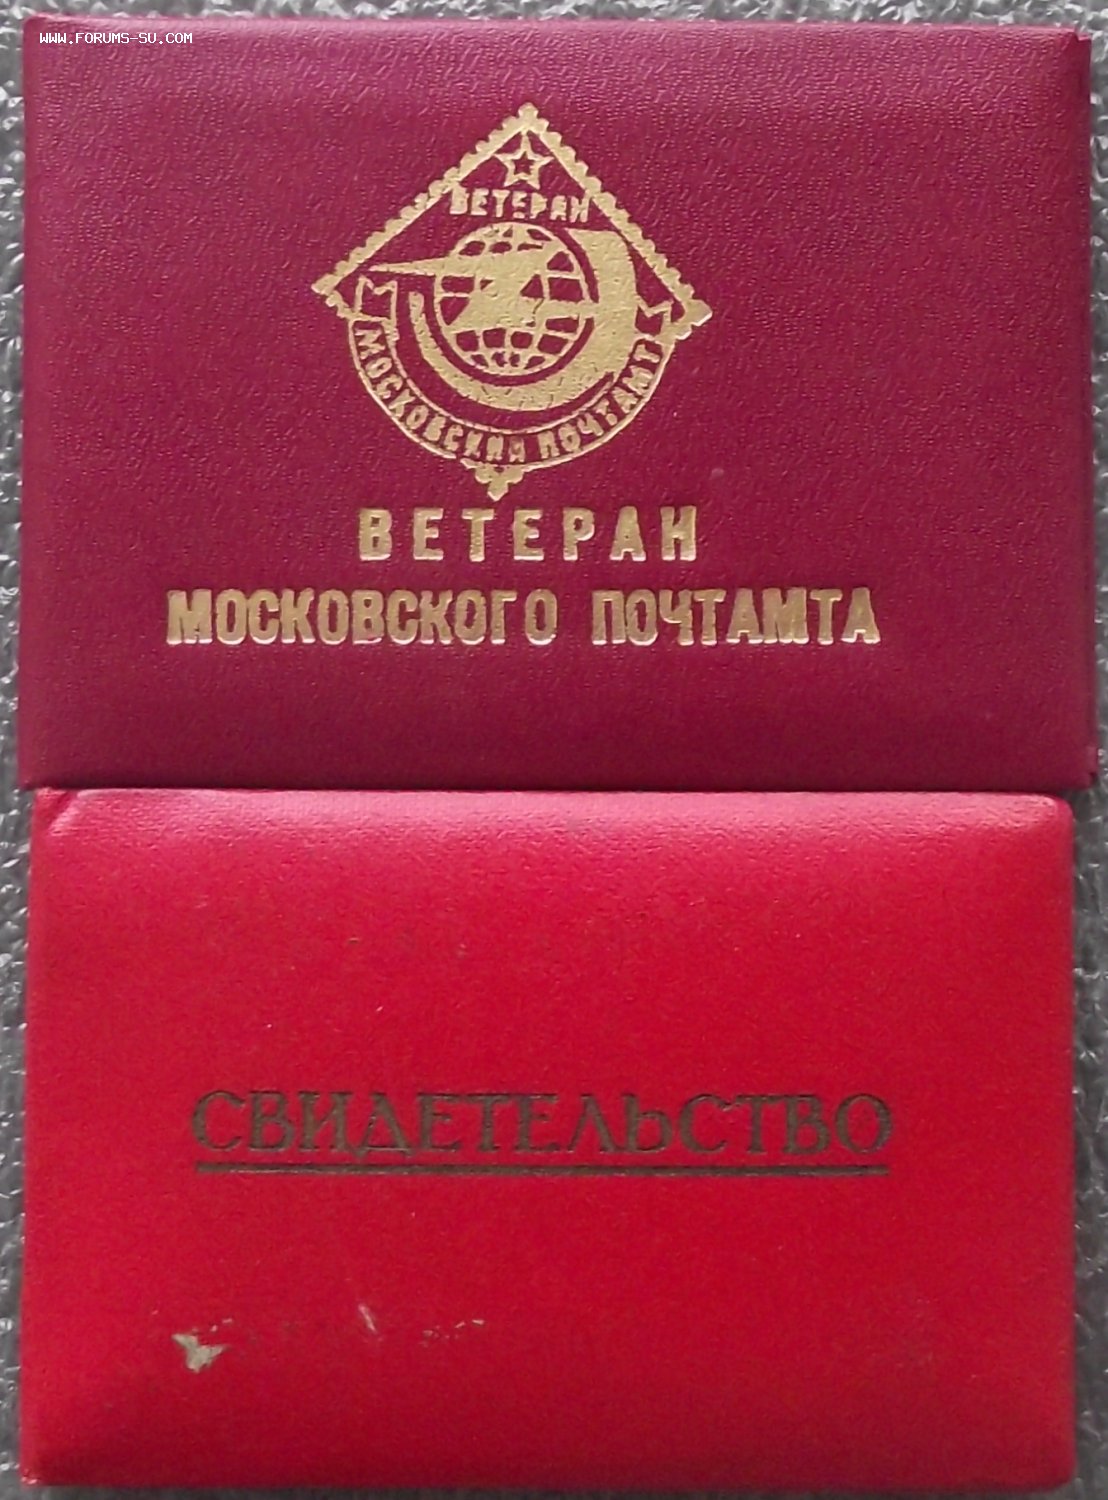 WWW.FORUMS-SU.COM
ВЕТЕРАН
МОСКОВСКИЙ ПОЧТАМТ
ВЕТЕРАН
МОСКОВСКОГО ПОЧТАМТА
СВИДЕТЕЛЬСТВО